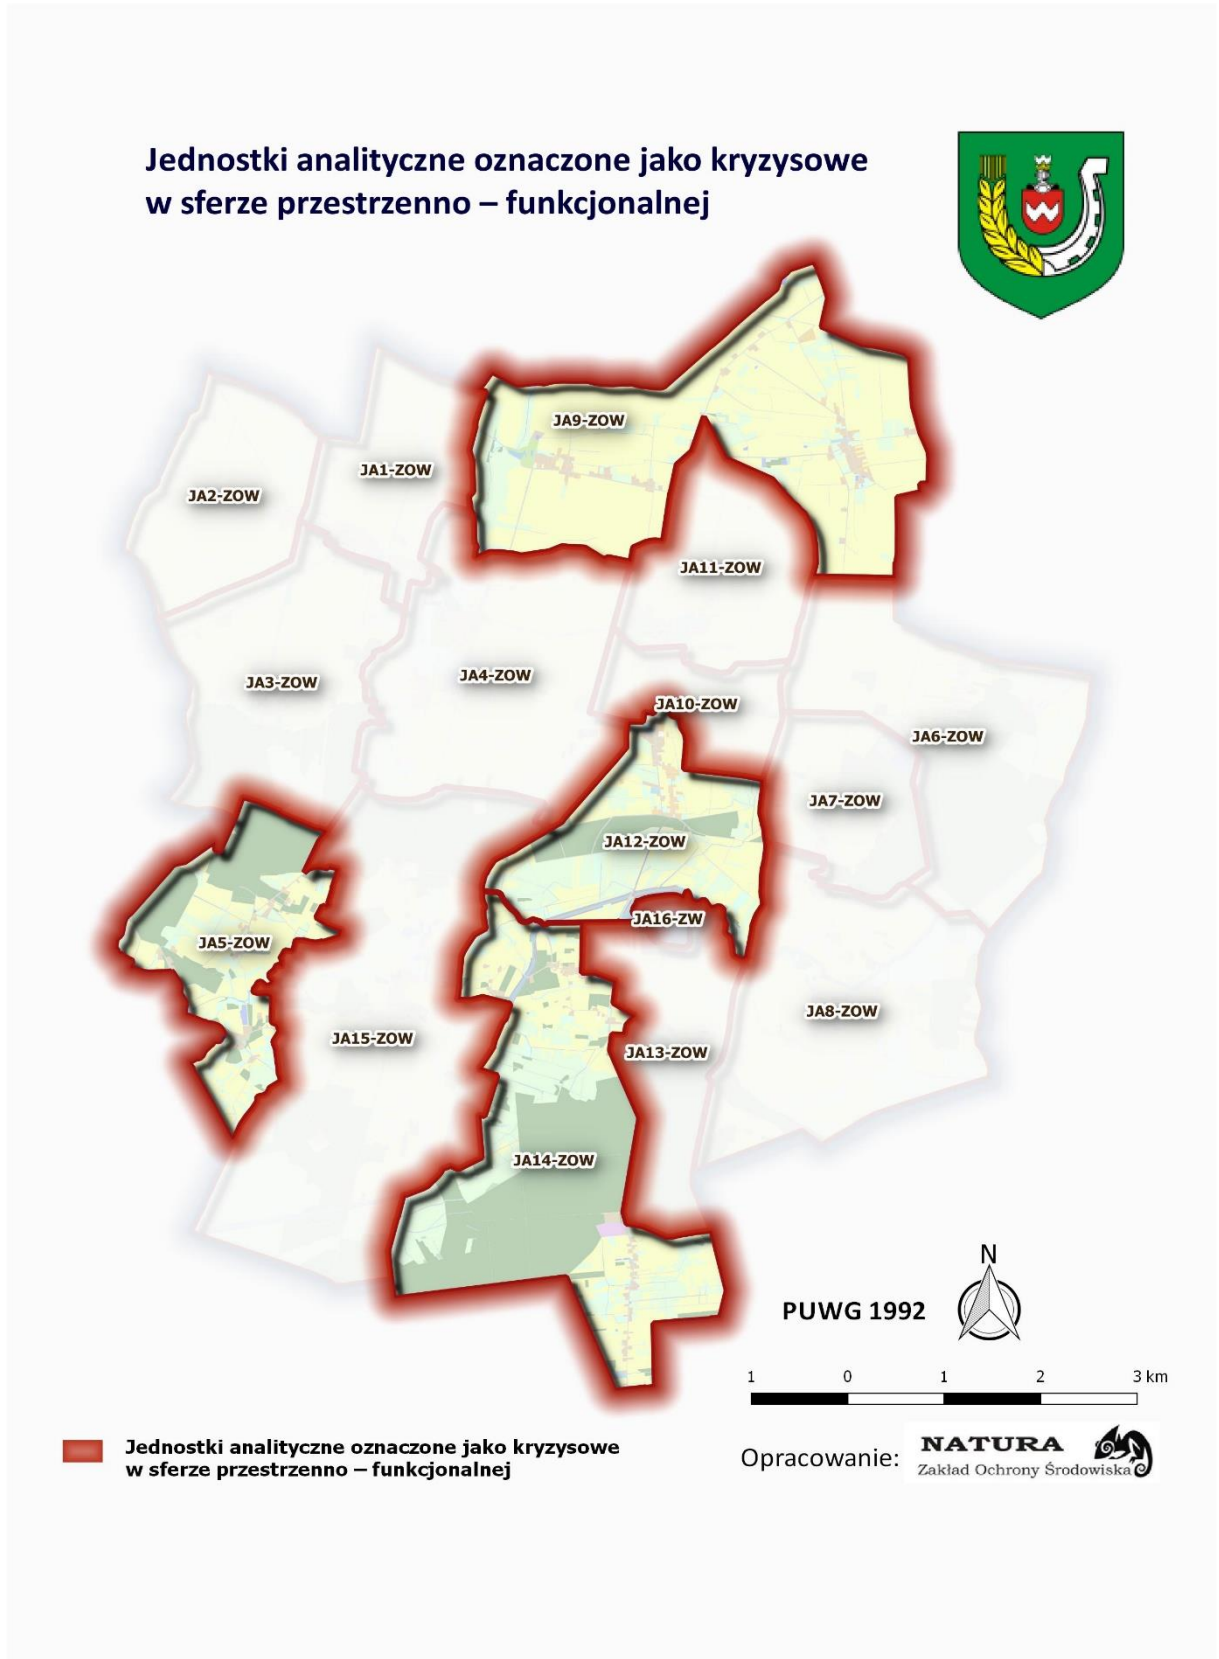 Jednostki analityczne oznaczone jako kryzysowe
w sferze przestrzenno – funkcjonalnej
JA9-ZOW
JA1-ZOW
JA2-ZOW
JA11-ZOW
JA3-ZOW
JA4-ZOW
JA10-ZOW
JA6-ZOW
JA7-ZOW
JA12-ZOW
JA16-ZW
JA5-ZOW
JA8-ZOW
JA15-ZOW
JA13-ZOW
JA14-ZOW
N
PUWG 1992
1 0 1 2 3 km
Jednostki analityczne oznaczone jako kryzysowe
w sferze przestrzenno – funkcjonalnej
Opracowanie:
NATURA
Zakład Ochrony Środowiska